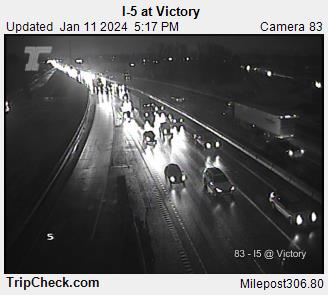 I-5 at Victory
Updated Jan 11 2024 5:17 PM Camera 83
S
83 - I5 @ Victory
TripCheck.com Milepost306.80